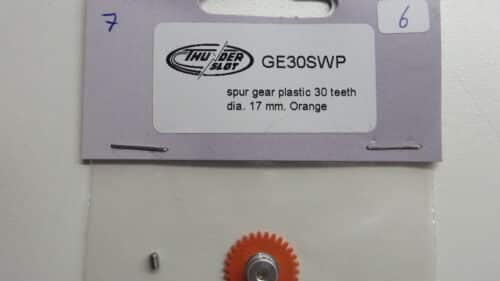 7
6
THUNDER
SLOT
GE30SWP
spur gear plastic 30 teeth
dia. 17 mm. Orange